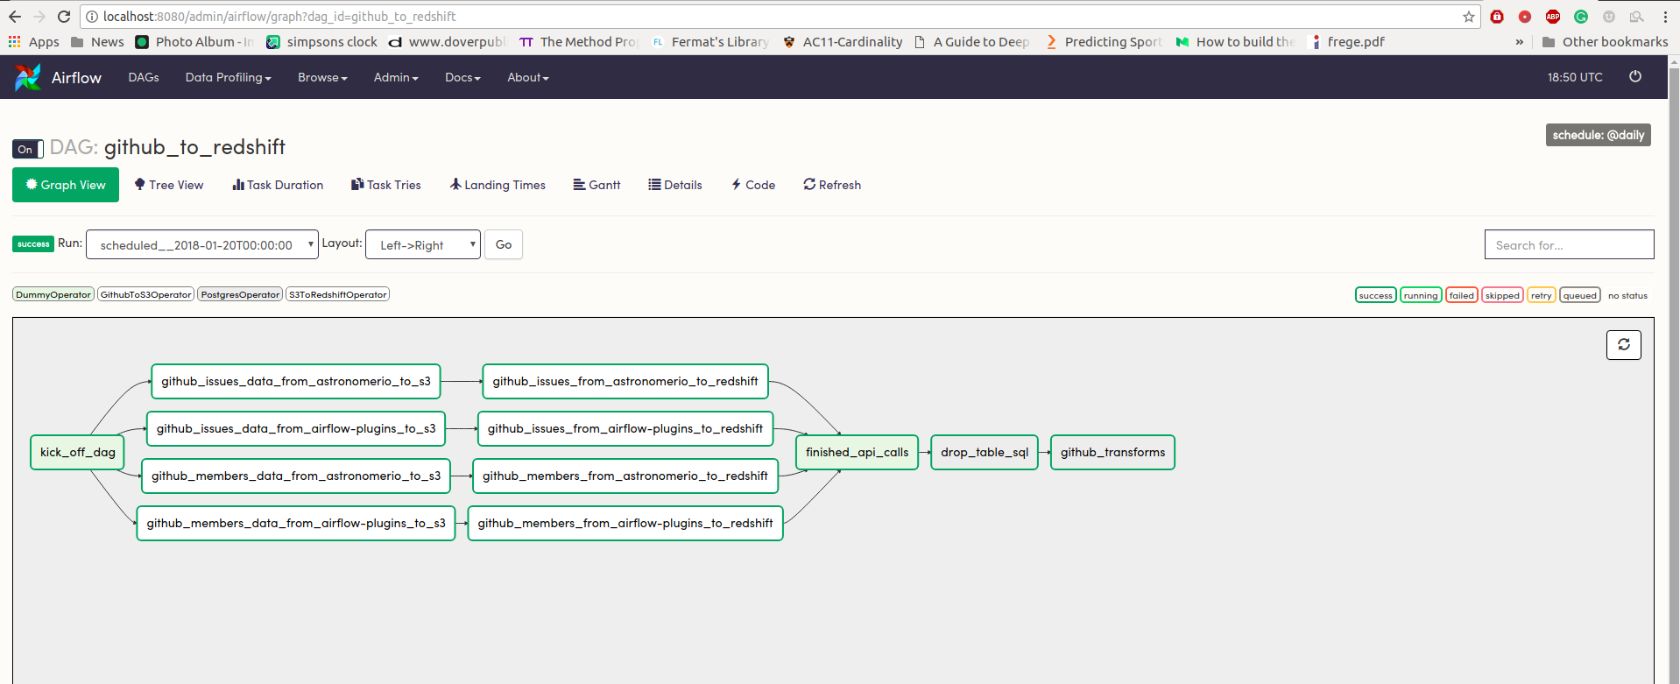 localhost:8080/admin/airflow/graph?dag_id=github_to_redshift
Apps News Photo Album - In simpsons clock www.doverpubli The Method Pro Fermat's Library AC11-Cardinality A Guide to Deep Predicting Sport How to build the frege.pdf » Other bookmarks
Airflow DAGs Data Profiling Browse Admin Docs About 18:50 UTC
schedule: @daily
On DAG: github_to_redshift
Graph View Tree View Task Duration Task Tries Landing Times Gantt Details Code Refresh
success Run: scheduled__2018-01-20T00:00:00 Layout: Left->Right Go Search for...
DummyOperator GithubToS3Operator PostgresOperator S3ToRedshiftOperator success running failed skipped retry queued no status
github_issues_data_from_astronomerio_to_s3 github_issues_from_astronomerio_to_redshift
github_issues_data_from_airflow-plugins_to_s3 github_issues_from_airflow-plugins_to_redshift
kick_off_dag finished_api_calls drop_table_sql github_transforms
github_members_data_from_astronomerio_to_s3 github_members_from_astronomerio_to_redshift
github_members_data_from_airflow-plugins_to_s3 github_members_from_airflow-plugins_to_redshift